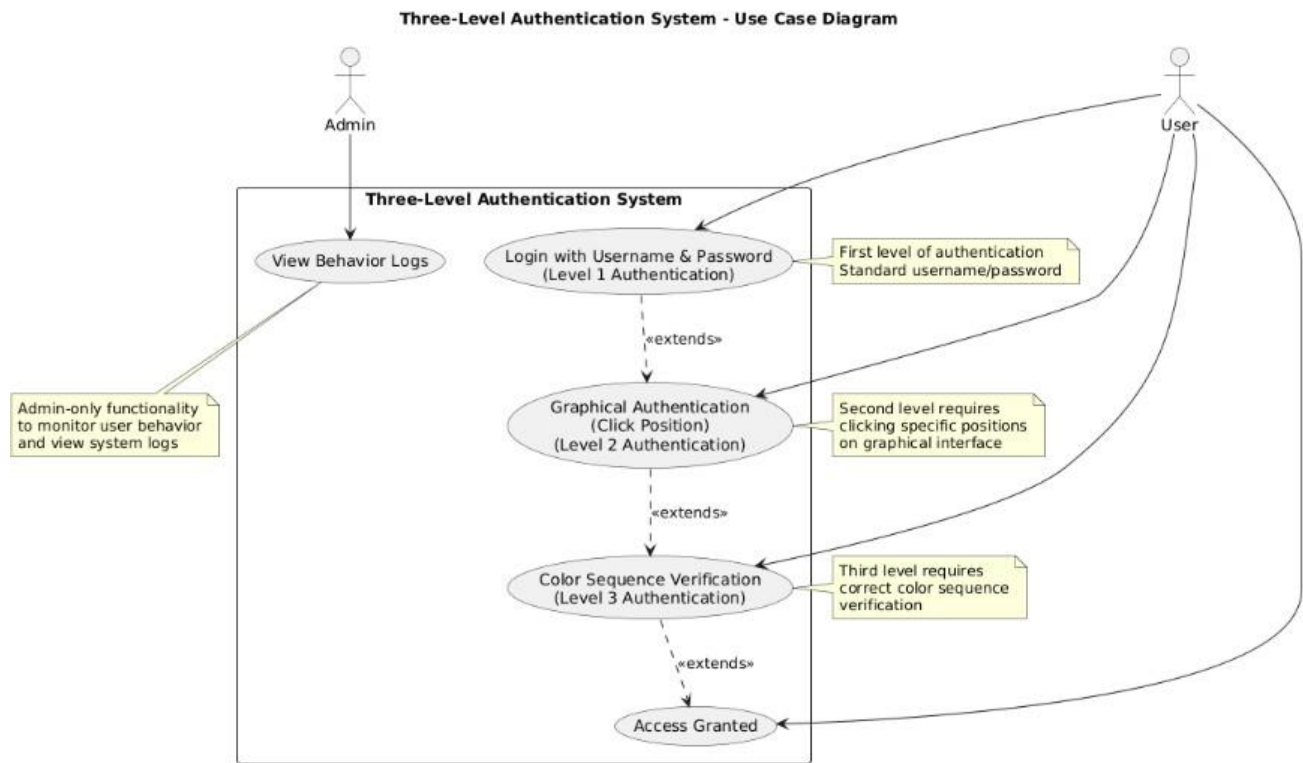 Three-Level Authentication System - Use Case Diagram
Admin
User
Three-Level Authentication System
View Behavior Logs
Login with Username & Password
(Level 1 Authentication)
First level of authentication
Standard username/password
«extends»
Admin-only functionality
to monitor user behavior
and view system logs
Graphical Authentication
(Click Position)
(Level 2 Authentication)
Second level requires
clicking specific positions
on graphical interface
«extends»
Color Sequence Verification
(Level 3 Authentication)
Third level requires
correct color sequence
verification
«extends»
Access Granted